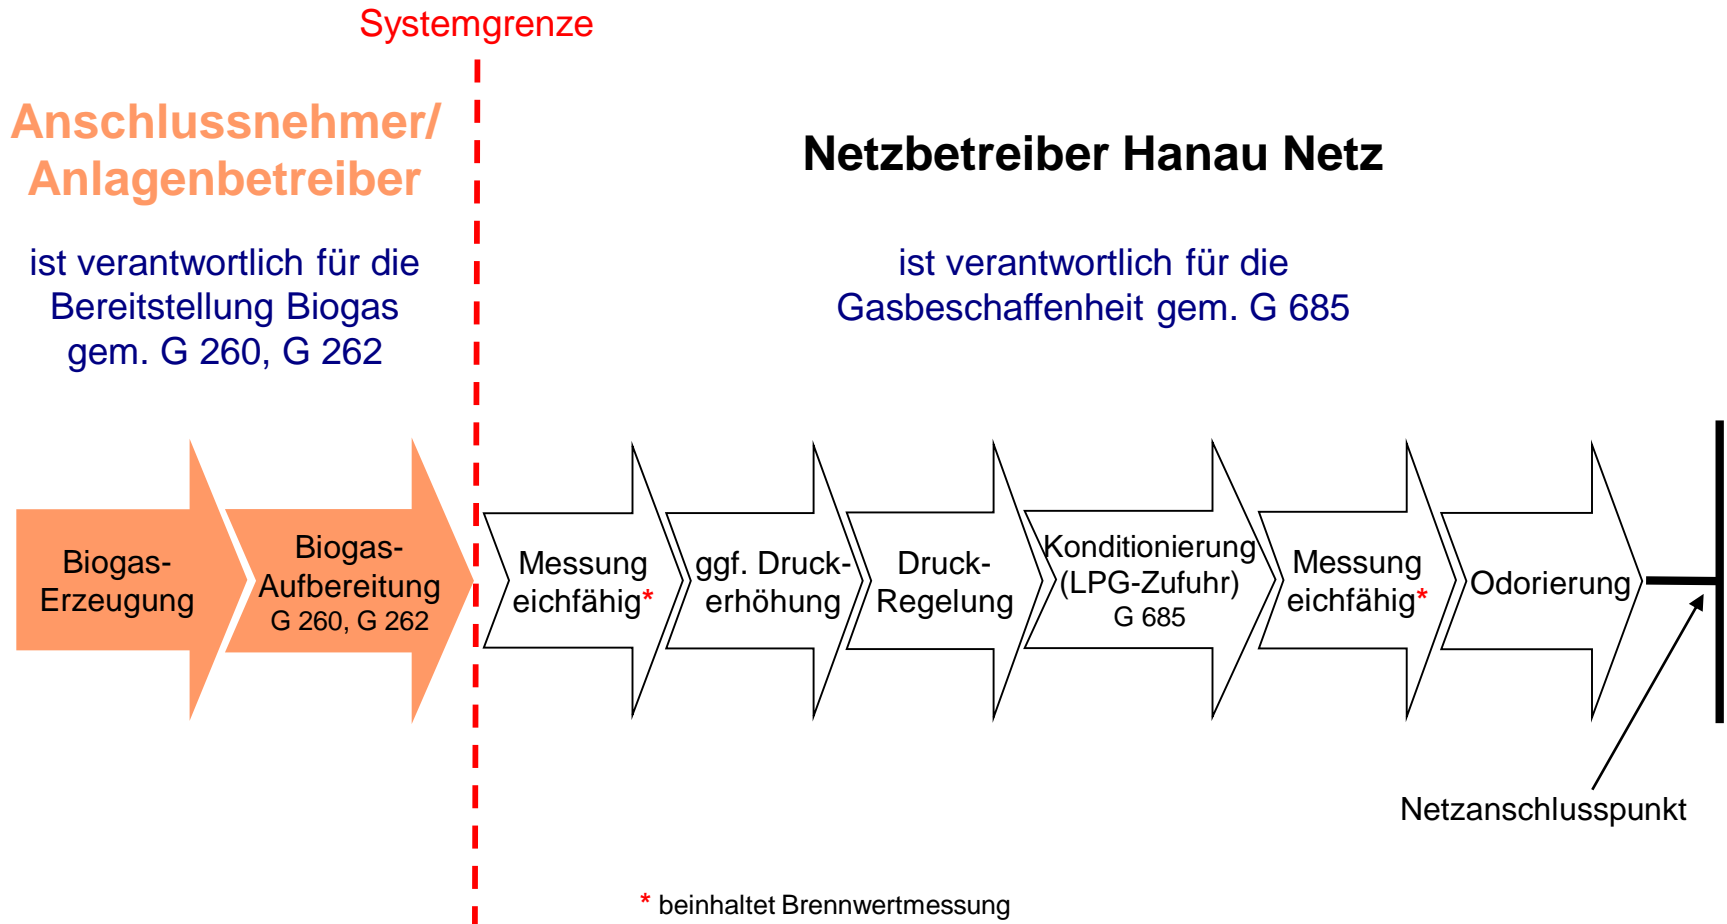 Systemgrenze
Anschlussnehmer/
Anlagenbetreiber
ist verantwortlich für die
Bereitstellung Biogas
gem. G 260, G 262
Netzbetreiber Hanau Netz
ist verantwortlich für die
Gasbeschaffenheit gem. G 685
Biogas-
Erzeugung
Biogas-
Aufbereitung
G 260, G 262
Messung
eichfähig*
ggf. Druck-
erhöhung
Druck-
Regelung
Konditionierung
(LPG-Zufuhr)
G 685
Messung
eichfähig*
Odorierung
Netzanschlusspunkt
* beinhaltet Brennwertmessung